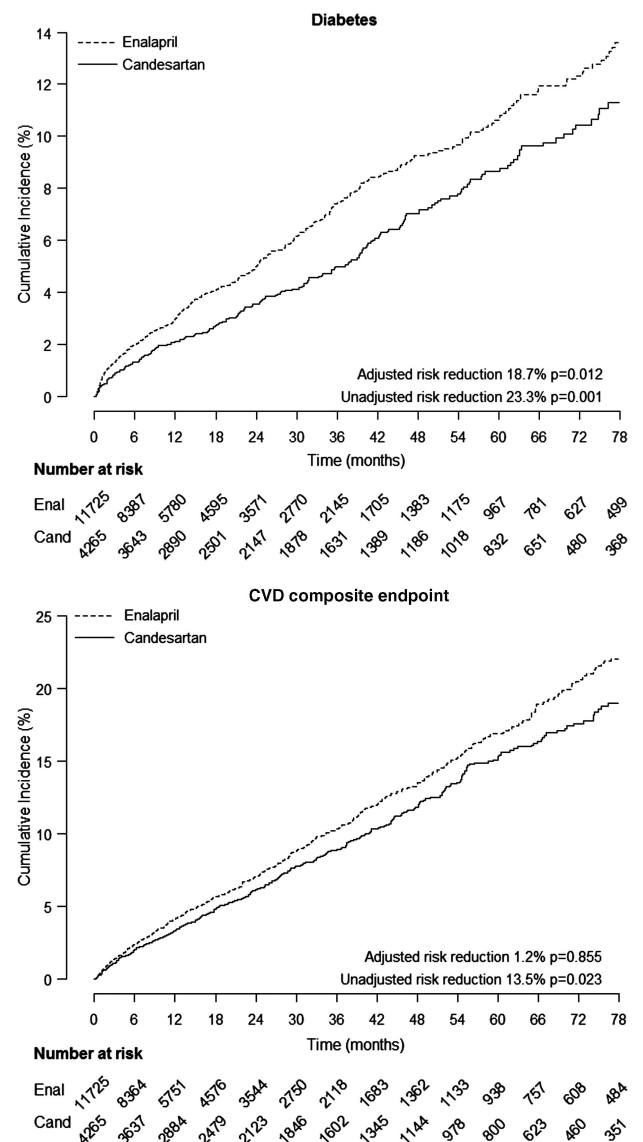 Diabetes
Enalapril
Candesartan
14
12
10
8
6
4
2
0
Cumulative Incidence (%)
Adjusted risk reduction 18.7% p=0.012
Unadjusted risk reduction 23.3% p=0.001
0 6 12 18 24 30 36 42 48 54 60 66 72 78
Time (months)
Number at risk
Enal 11725 8387 5780 4595 3571 2770 2145 1705 1383 1175 967 781 627 499
Cand 4265 3643 2890 2501 2147 1878 1631 1389 1186 1018 832 651 480 368
CVD composite endpoint
Enalapril
Candesartan
25
20
15
10
5
0
Cumulative Incidence (%)
Adjusted risk reduction 1.2% p=0.855
Unadjusted risk reduction 13.5% p=0.023
0 6 12 18 24 30 36 42 48 54 60 66 72 78
Time (months)
Number at risk
Enal 11725 8364 5751 4576 3544 2750 2118 1683 1362 1133 938 757 608 484
Cand 4265 3637 2884 2479 2123 1846 1602 1345 1144 978 800 623 460 351